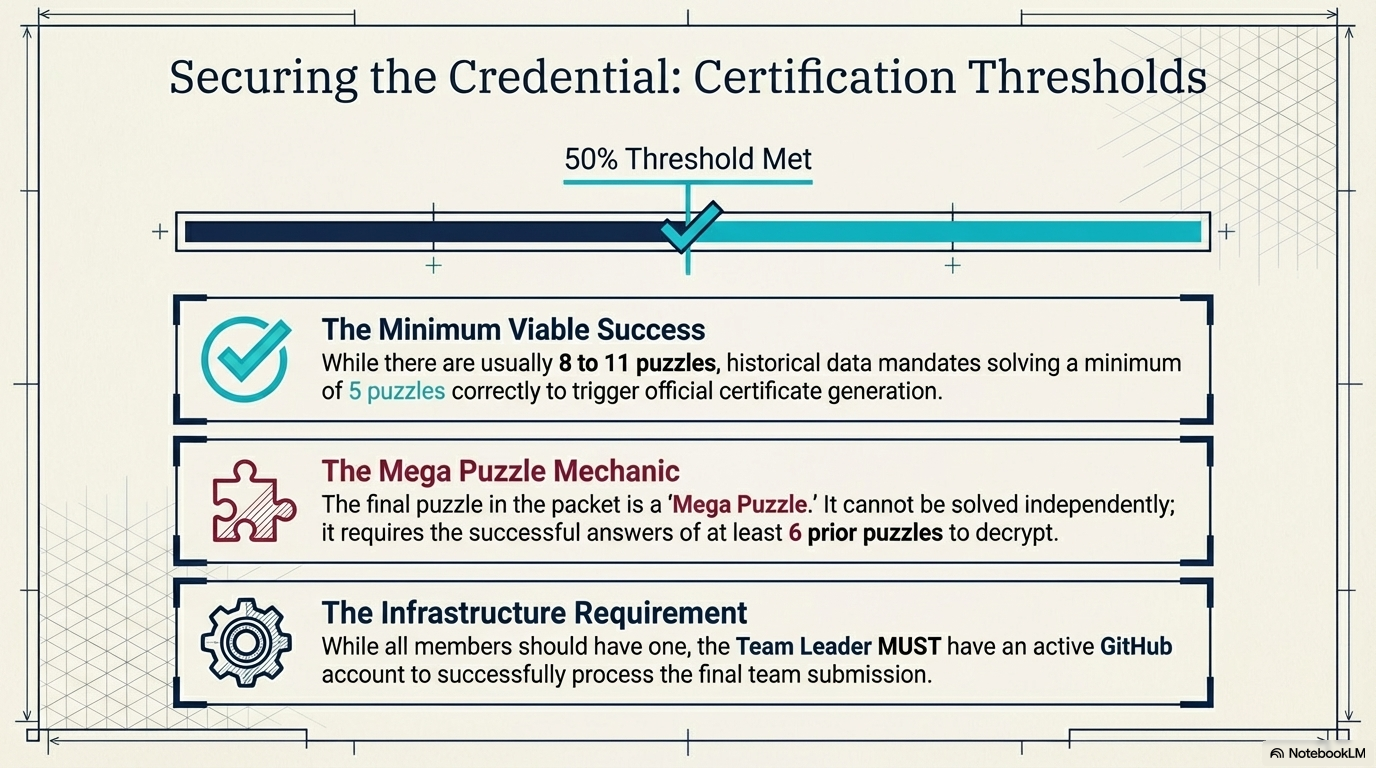 Securing the Credential: Certification Thresholds
50% Threshold Met
The Minimum Viable Success
While there are usually 8 to 11 puzzles, historical data mandates solving a minimum
of 5 puzzles correctly to trigger official certificate generation.
The Mega Puzzle Mechanic
The final puzzle in the packet is a ‘Mega Puzzle.’ It cannot be solved independently;
it requires the successful answers of at least 6 prior puzzles to decrypt.
The Infrastructure Requirement
While all members should have one, the Team Leader MUST have an active GitHub
account to successfully process the final team submission.
NotebookLM